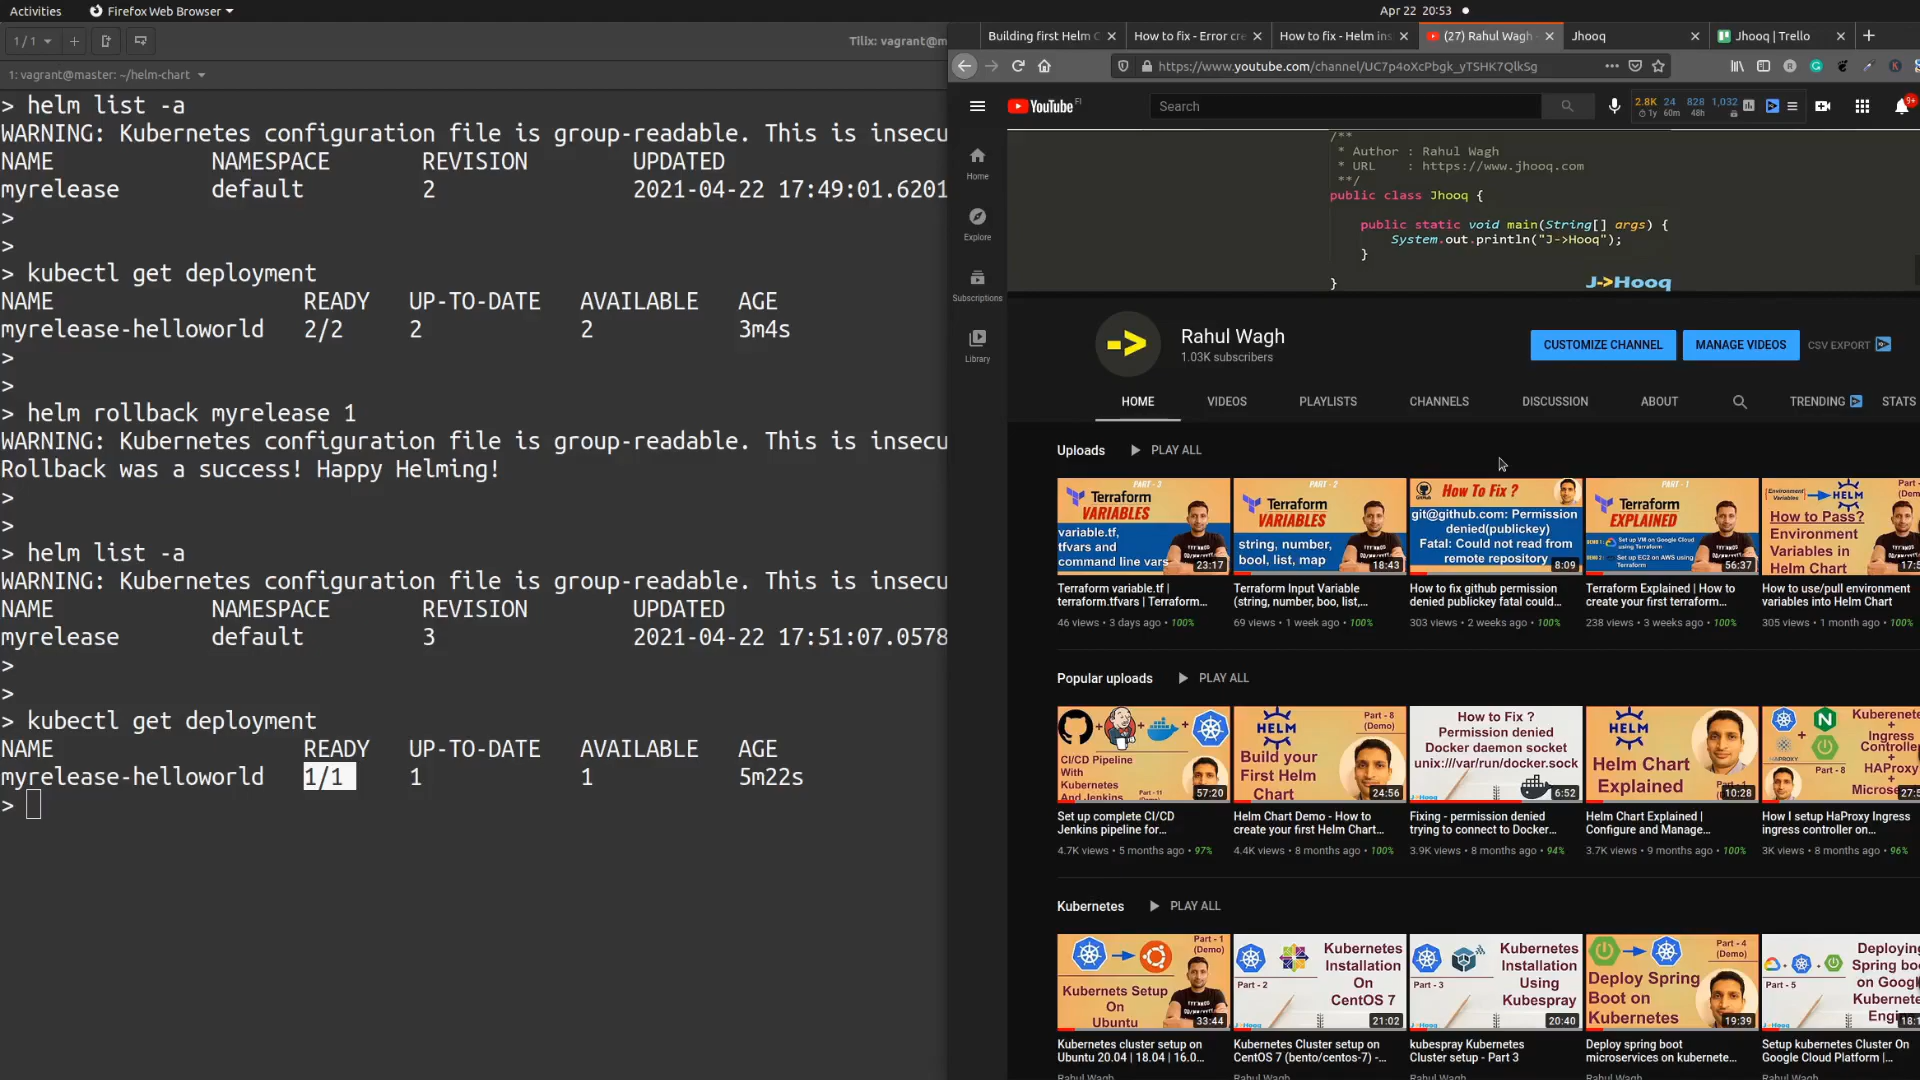 Activities
Firefox Web Browser
Apr 22 20:53
1 / 1
Tilix: vagrant@m
1: vagrant@master: ~/helm-chart
> helm list -a
WARNING: Kubernetes configuration file is group-readable. This is insecu
NAME NAMESPACE REVISION UPDATED
myrelease default 2 2021-04-22 17:49:01.6201
>
>
> kubectl get deployment
NAME READY UP-TO-DATE AVAILABLE AGE
myrelease-helloworld 2/2 2 2 3m4s
>
>
> helm rollback myrelease 1
WARNING: Kubernetes configuration file is group-readable. This is insecu
Rollback was a success! Happy Helming!
>
>
> helm list -a
WARNING: Kubernetes configuration file is group-readable. This is insecu
NAME NAMESPACE REVISION UPDATED
myrelease default 3 2021-04-22 17:51:07.0578
>
>
> kubectl get deployment
NAME READY UP-TO-DATE AVAILABLE AGE
myrelease-helloworld 1/1 1 1 5m22s
>
Building first Helm C
How to fix - Error cre
How to fix - Helm ins
(27) Rahul Wagh
Jhooq
Jhooq | Trello
https://www.youtube.com/channel/UC7p4oXcPbgk_yTSHK7QlkSg
YouTube FI
Search
2.8K 24 828 1,032
1y 60m 48h
9+
Home
Explore
Subscriptions
Library
/**
* Author : Rahul Wagh
* URL : https://www.jhooq.com
**/
public class Jhooq {
public static void main(String[] args) {
System.out.println("J->Hooq");
}
}
J->Hooq
->
Rahul Wagh
1.03K subscribers
CUSTOMIZE CHANNEL
MANAGE VIDEOS
CSV EXPORT
HOME VIDEOS PLAYLISTS CHANNELS DISCUSSION ABOUT TRENDING STATS
Uploads PLAY ALL
PART - 3
Terraform
VARIABLES
variable.tf,
tfvars and
command line vars
23:17
Terraform variable.tf |
terraform.tfvars | Terraform...
46 views • 3 days ago • 100%
PART - 2
Terraform
VARIABLES
string, number,
bool, list, map
18:43
Terraform Input Variable
(string, number, boo, list,...
69 views • 1 week ago • 100%
How To Fix ?
git@github.com: Permission
denied(publickey)
Fatal: Could not read from
remote repository
8:09
How to fix github permission
denied publickey fatal could...
303 views • 2 weeks ago • 100%
PART - 1
Terraform
EXPLAINED
Set up VM on Google Cloud
using Terraform
Set up EC2 on AWS using
Terraform
56:37
Terraform Explained | How to
create your first terraform...
238 views • 3 weeks ago • 100%
HELM
How to Pass?
Environment
Variables in
Helm Chart
How to use/pull environment
variables into Helm Chart
305 views • 1 month ago • 100%
Popular uploads PLAY ALL
CI/CD Pipeline
With
Kubernetes
And Jenkins
Part - 11
57:20
Set up complete CI/CD
Jenkins pipeline for...
4.7K views • 5 months ago • 97%
HELM
Part - 8
(Demo)
Build your
First Helm
Chart
24:56
Helm Chart Demo - How to
create your first Helm Chart...
4.4K views • 8 months ago • 100%
How to Fix ?
Permission denied
Docker daemon socket
unix:///var/run/docker.sock
6:52
Fixing - permission denied
trying to connect to Docker...
3.9K views • 8 months ago • 94%
HELM
Helm Chart
Explained
10:28
Helm Chart Explained |
Configure and Manage...
3.7K views • 9 months ago • 100%
HAPROXY
Part - 8
Kuberenete
+
Ingress
Controlle
+
HAProxy
+
Microse
How I setup HaProxy Ingress
ingress controller on...
3K views • 8 months ago • 96%
Kubernetes PLAY ALL
Part - 1
(Demo)
Kubernets Setup
On
Ubuntu
33:44
Kubernetes cluster setup on
Ubuntu 20.04 | 18.04 | 16.0...
Rahul Wagh
Part - 2
Kubernetes
Installation
On
CentOS 7
21:02
Kubernetes Cluster setup on
CentOS 7 (bento/centos-7) -...
Rahul Wagh
Part - 3
Kubernetes
Installation
Using
Kubespray
20:40
kubespray Kubernetes
Cluster setup - Part 3
Rahul Wagh
Part - 4
(Demo)
Deploy Spring
Boot on
Kubernetes
19:39
Deploy spring boot
microservices on kubernete...
Rahul Wagh
Part - 5
Deploying
Spring bo
on Goog
Kubernete
Engi
Setup kubernetes Cluster On
Google Cloud Platform |...
Rahul Wagh